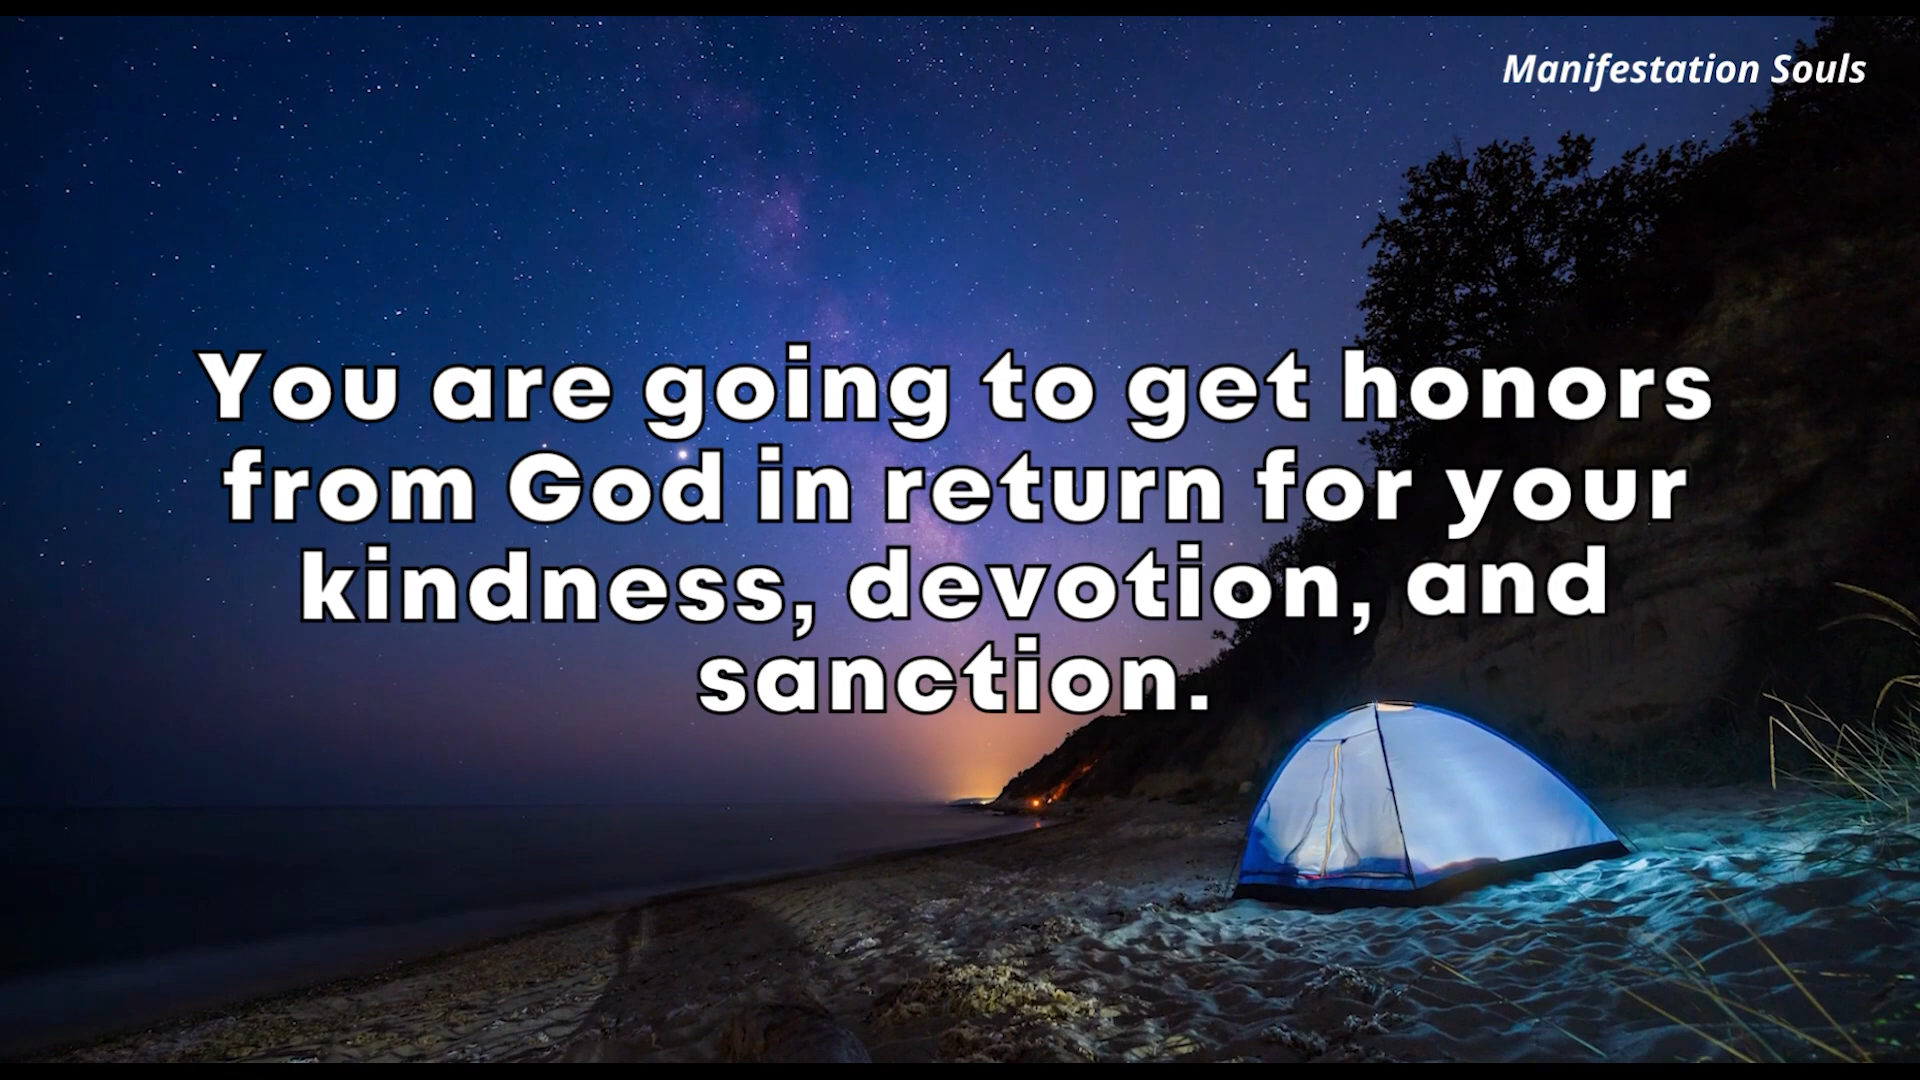 Manifestation Souls
You are going to get honors
from God in return for your
kindness, devotion, and
sanction.